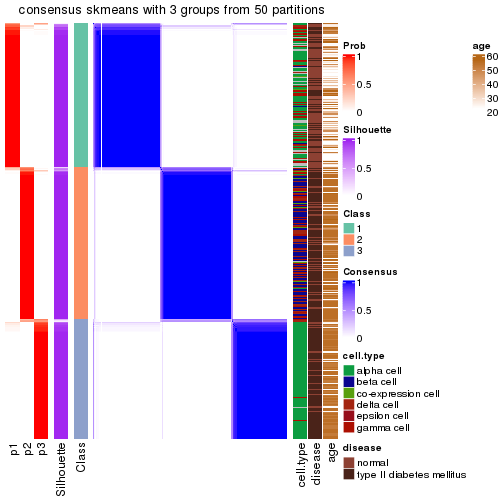 consensus skmeans with 3 groups from 50 partitions
Prob
1
0.5
0
age
60
50
40
30
20
Silhouette
1
0.5
0
Class
1
2
3
Consensus
1
0.5
0
cell.type
alpha cell
beta cell
co-expression cell
delta cell
epsilon cell
gamma cell
disease
normal
type II diabetes mellitus
p1
p2
p3
Silhouette
Class
cell.type
disease
age